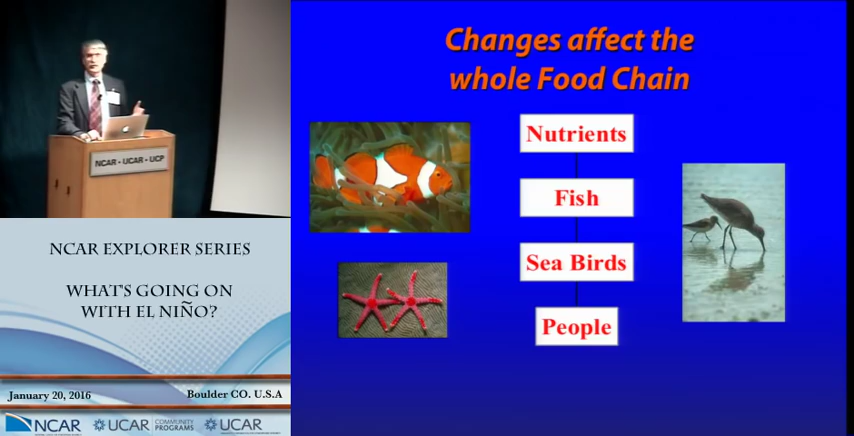 Changes affect the
whole Food Chain
Nutrients
Fish
Sea Birds
People
NCAR • UCAR • UCP
NCAR EXPLORER SERIES
WHAT'S GOING ON
WITH EL NIÑO?
January 20, 2016
Boulder CO. U.S.A
NCAR
UCAR
COMMUNITY
PROGRAMS
UCAR